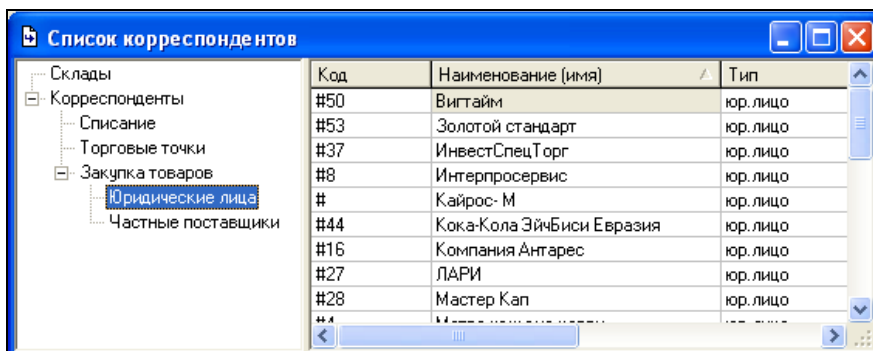 Список корреспондентов
Склады
Корреспонденты
Списание
Торговые точки
Закупка товаров
Юридические лица
Частные поставщики
Код Наименование (имя) Тип
#50 Вигтайм юр.лицо
#53 Золотой стандарт юр.лицо
#37 ИнвестСпецТорг юр.лицо
#8 Интерпросервис юр.лицо
# Кайрос- М юр.лицо
#44 Кока-Кола ЭйчБиси Евразия юр.лицо
#16 Компания Антарес юр.лицо
#27 ЛАРИ юр.лицо
#28 Мастер Кап юр.лицо